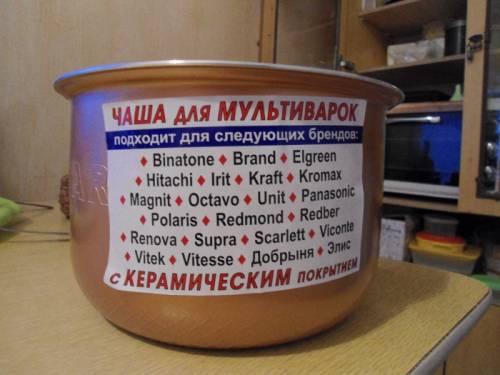 ЧАША для МУЛЬТИВАРОК
подходит для следующих брендов:
♦ Binatone ♦ Brand ♦ Elgreen
♦ Hitachi ♦ Irit ♦ Kraft ♦ Kromax
♦ Magnit ♦ Octavo ♦ Unit ♦ Panasonic
♦ Polaris ♦ Redmond ♦ Redber
♦ Renova ♦ Supra ♦ Scarlett ♦ Viconte
♦ Vitek ♦ Vitesse ♦ Добрыня ♦ Элис
с КЕРАМИЧЕСКИМ ПОКРЫТИЕМ